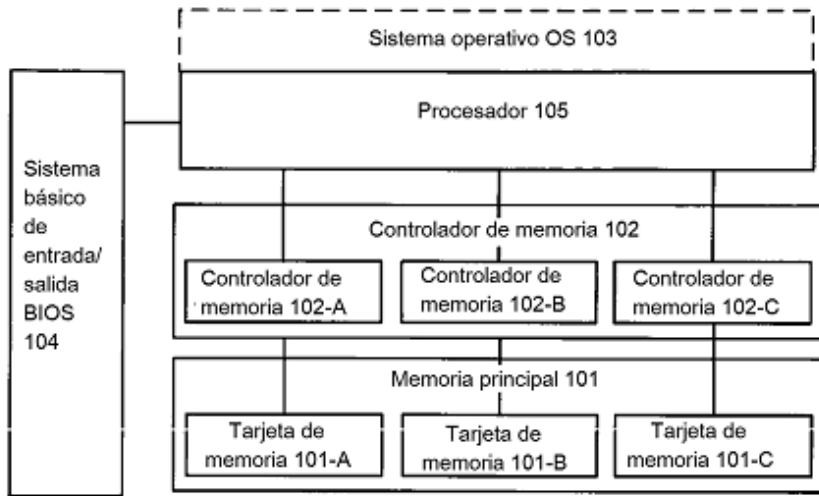 Sistema operativo OS 103
Procesador 105
Sistema
básico
de
entrada/
salida
BIOS
104
Controlador de memoria 102
Controlador de
memoria 102-A
Controlador de
memoria 102-B
Controlador de
memoria 102-C
Memoria principal 101
Tarjeta de
memoria 101-A
Tarjeta de
memoria 101-B
Tarjeta de
memoria 101-C